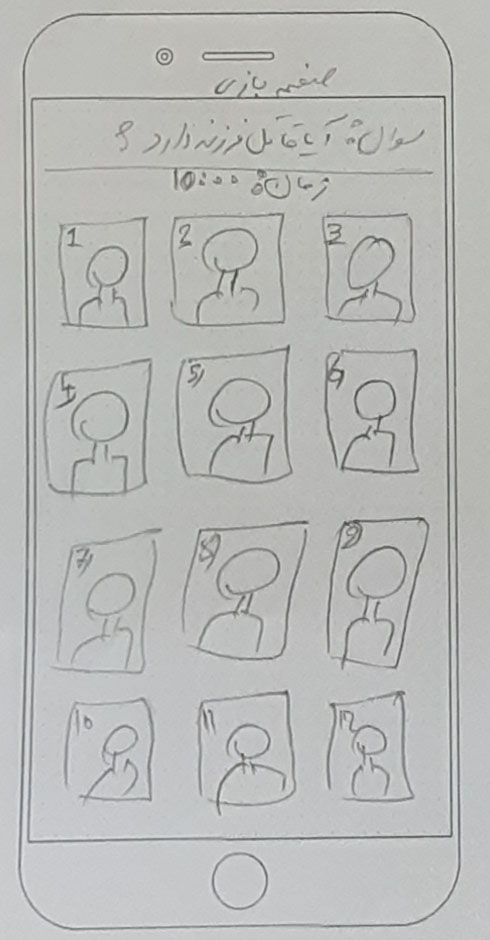 صفحه بازی
سوال: آیا قاتل فرزند دارد ؟
زمان: 10:00
1 2 3
4 5 6
7 8 9
10 11 12